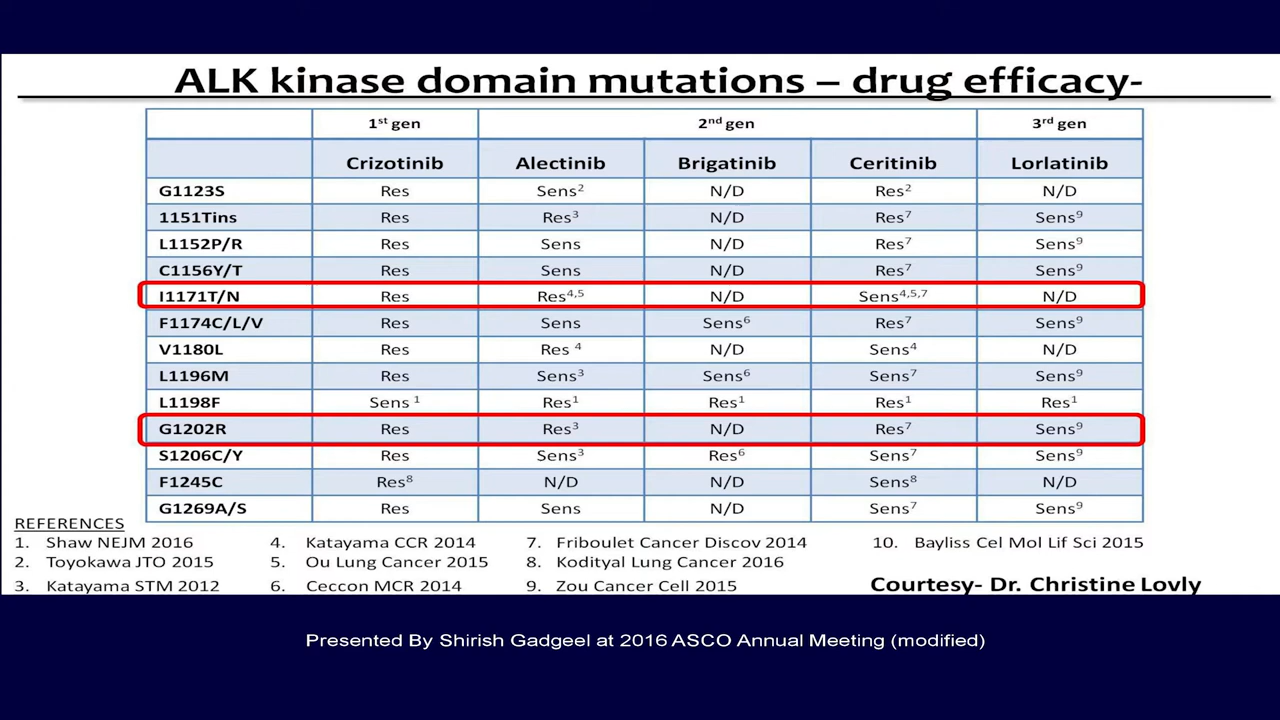 ALK kinase domain mutations – drug efficacy-
1st gen 2nd gen 3rd gen
Crizotinib Alectinib Brigatinib Ceritinib Lorlatinib
G1123S Res Sens2 N/D Res2 N/D
1151Tins Res Res3 N/D Res7 Sens9
L1152P/R Res Sens N/D Res7 Sens9
C1156Y/T Res Sens N/D Res7 Sens9
I1171T/N Res Res4,5 N/D Sens4,5,7 N/D
F1174C/L/V Res Sens Sens6 Res7 Sens9
V1180L Res Res 4 N/D Sens4 N/D
L1196M Res Sens3 Sens6 Sens7 Sens9
L1198F Sens 1 Res1 Res1 Res1 Res1
G1202R Res Res3 N/D Res7 Sens9
S1206C/Y Res Sens3 Res6 Sens7 Sens9
F1245C Res8 N/D N/D Sens8 N/D
G1269A/S Res Sens N/D Sens7 Sens9
REFERENCES
1. Shaw NEJM 2016 4. Katayama CCR 2014 7. Friboulet Cancer Discov 2014 10. Bayliss Cel Mol Lif Sci 2015
2. Toyokawa JTO 2015 5. Ou Lung Cancer 2015 8. Kodityal Lung Cancer 2016
3. Katayama STM 2012 6. Ceccon MCR 2014 9. Zou Cancer Cell 2015 Courtesy- Dr. Christine Lovly
Presented By Shirish Gadgeel at 2016 ASCO Annual Meeting (modified)